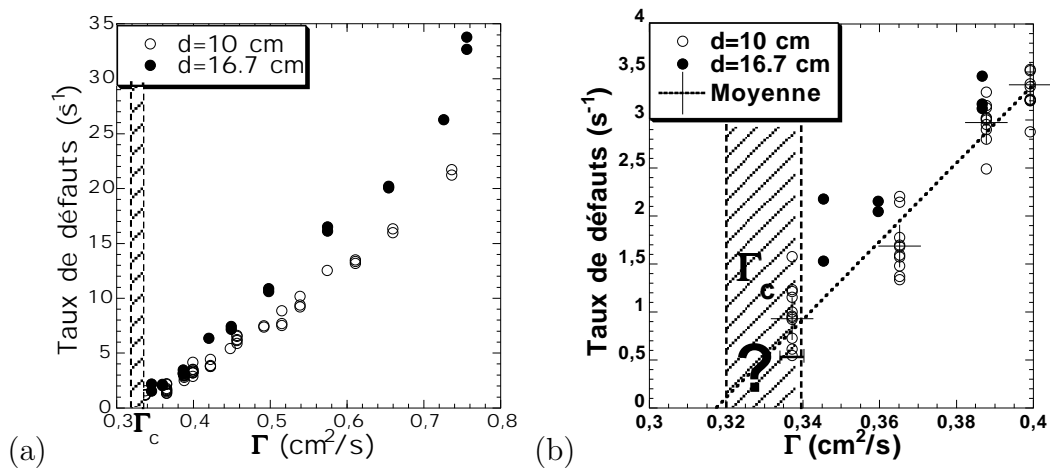 (a)
Taux de défauts (s⁻¹)
35
30
25
20
15
10
5
0
d=10 cm
d=16.7 cm
0,3 0,4 0,5 0,6 0,7 0,8
Γc
Γ (cm²/s)
(b)
Taux de défauts (s⁻¹)
4
3,5
3
2,5
2
1,5
1
0,5
0
d=10 cm
d=16.7 cm
Moyenne
Γc
?
0,3 0,32 0,34 0,36 0,38 0,4
Γ (cm²/s)